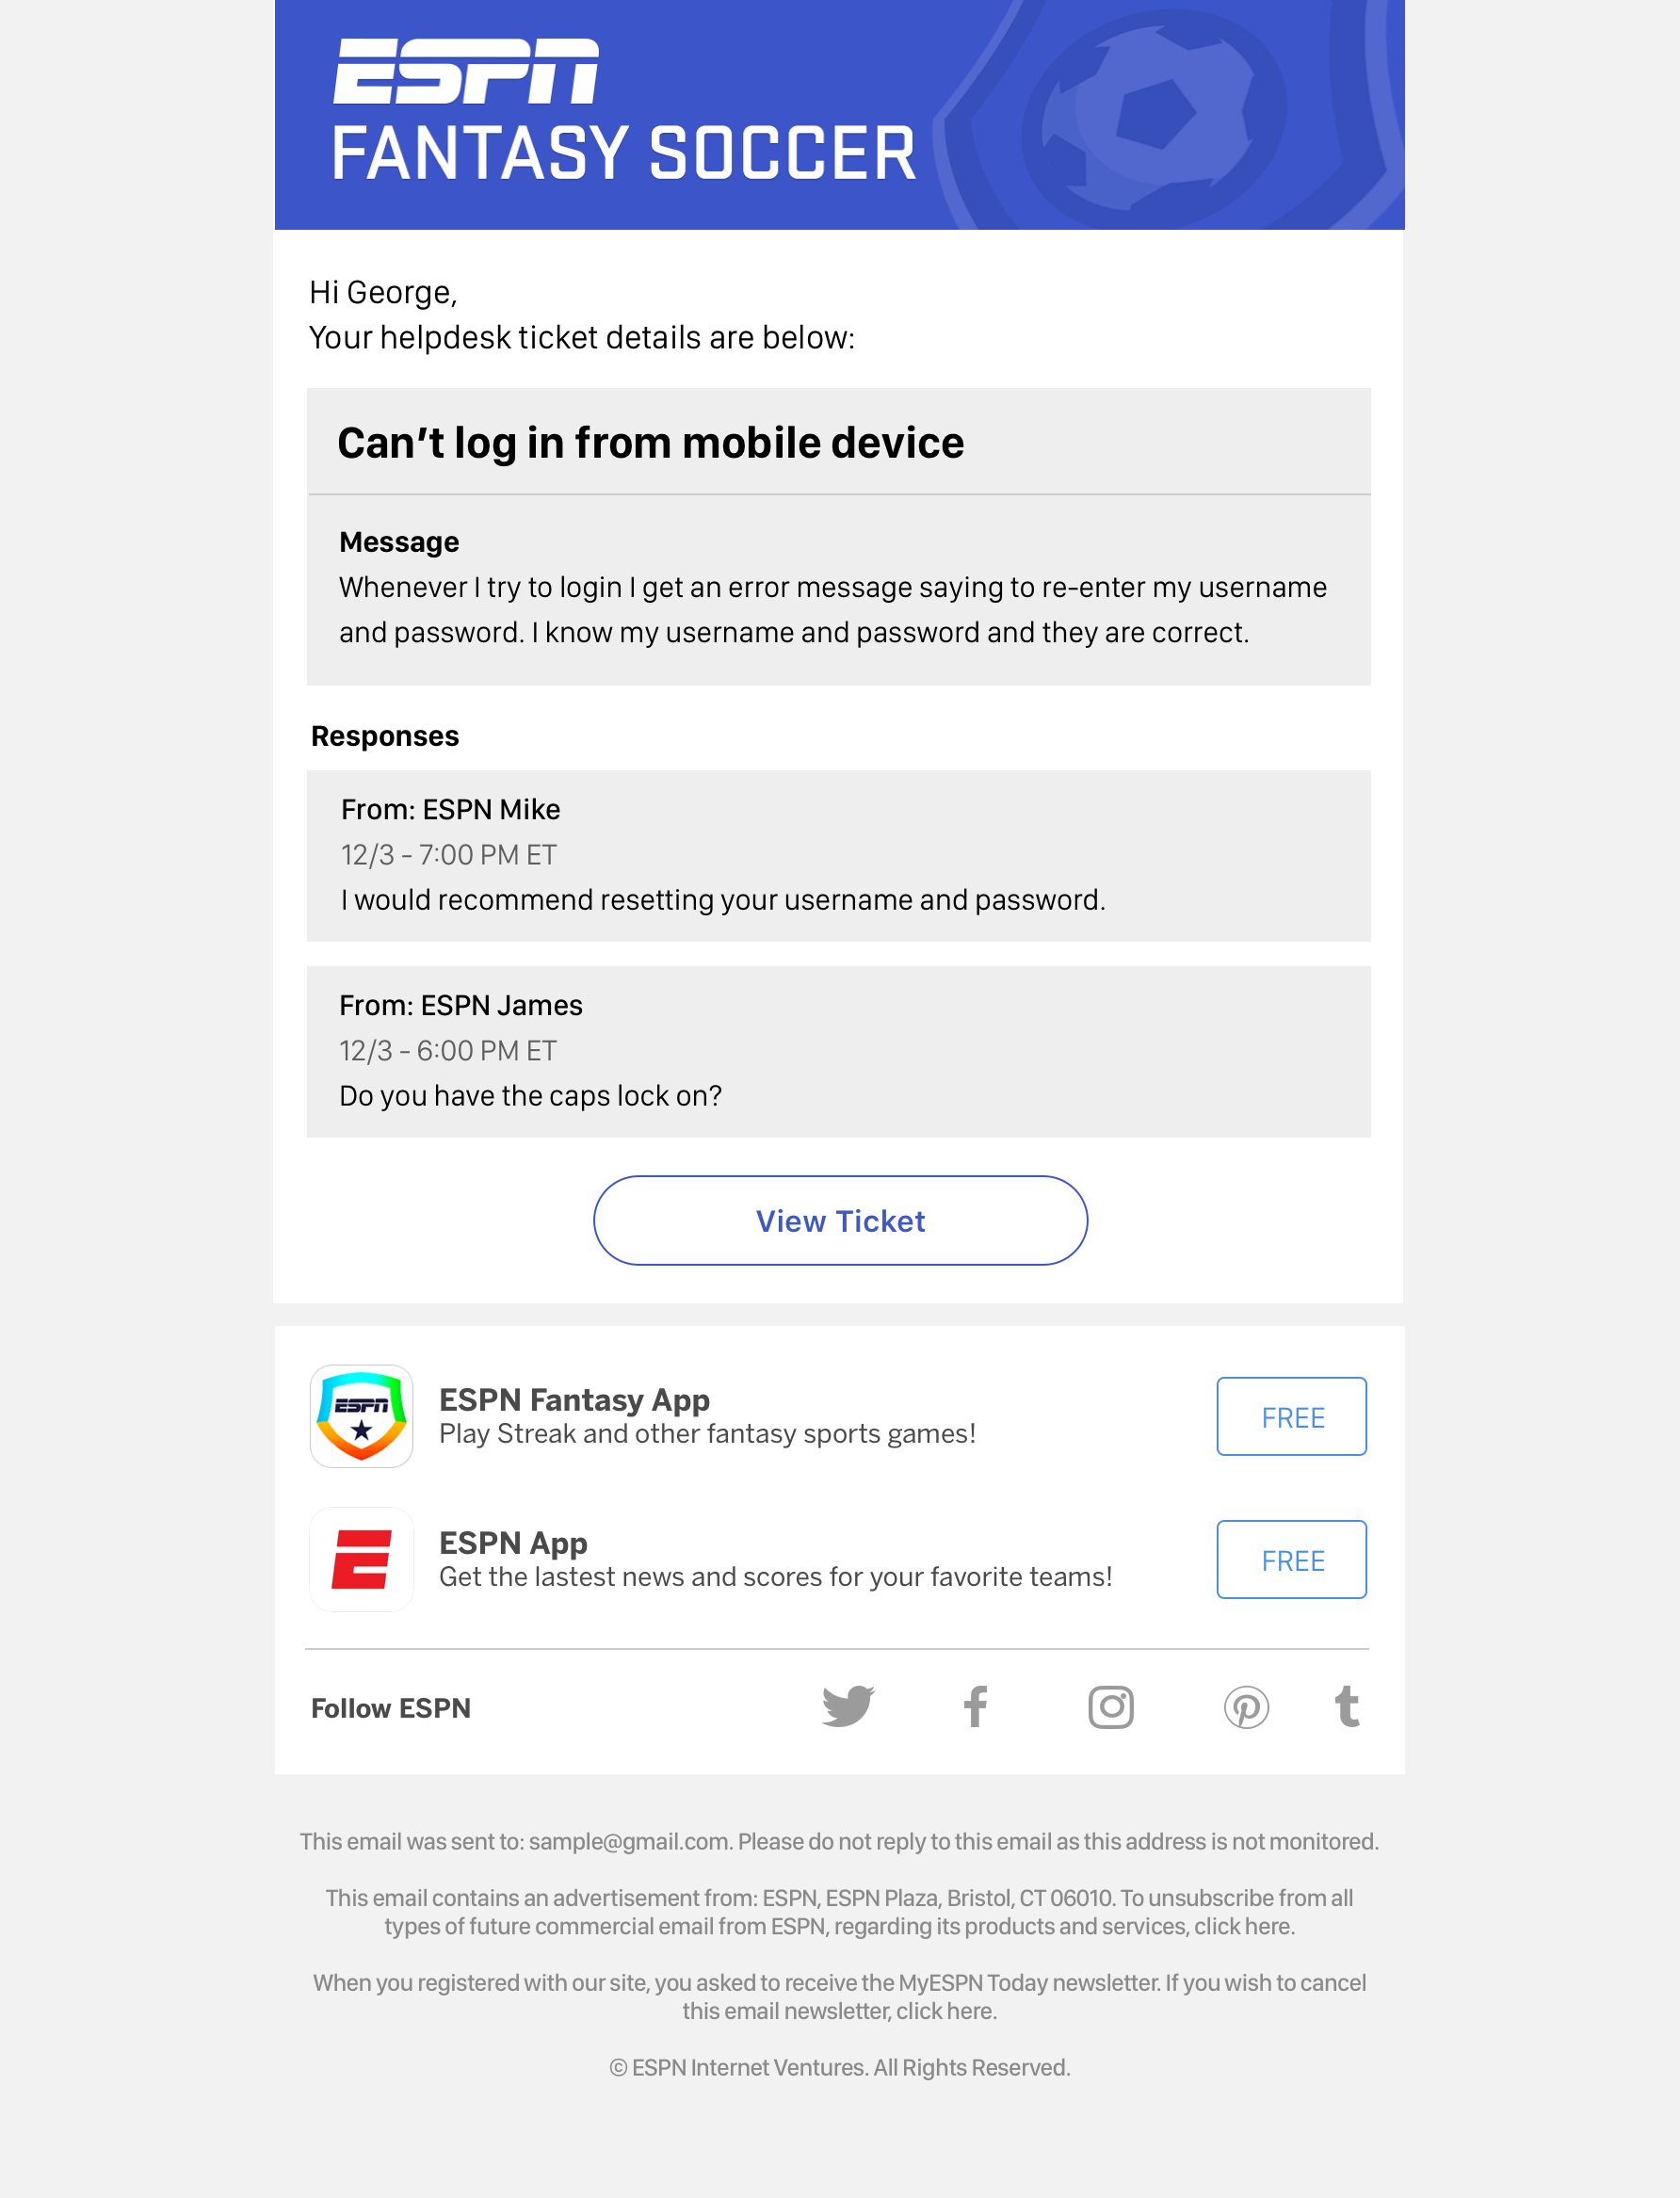 ESPN
FANTASY SOCCER
Hi George,
Your helpdesk ticket details are below:
Can't log in from mobile device
Message
Whenever I try to login I get an error message saying to re-enter my username
and password. I know my username and password and they are correct.
Responses
From: ESPN Mike
12/3 - 7:00 PM ET
I would recommend resetting your username and password.
From: ESPN James
12/3 - 6:00 PM ET
Do you have the caps lock on?
View Ticket
ESPN
ESPN Fantasy App
Play Streak and other fantasy sports games!
FREE
E
ESPN App
Get the lastest news and scores for your favorite teams!
FREE
Follow ESPN
This email was sent to: sample@gmail.com. Please do not reply to this email as this address is not monitored.
This email contains an advertisement from: ESPN, ESPN Plaza, Bristol, CT 06010. To unsubscribe from all
types of future commercial email from ESPN, regarding its products and services, click here.
When you registered with our site, you asked to receive the MyESPN Today newsletter. If you wish to cancel
this email newsletter, click here.
© ESPN Internet Ventures. All Rights Reserved.